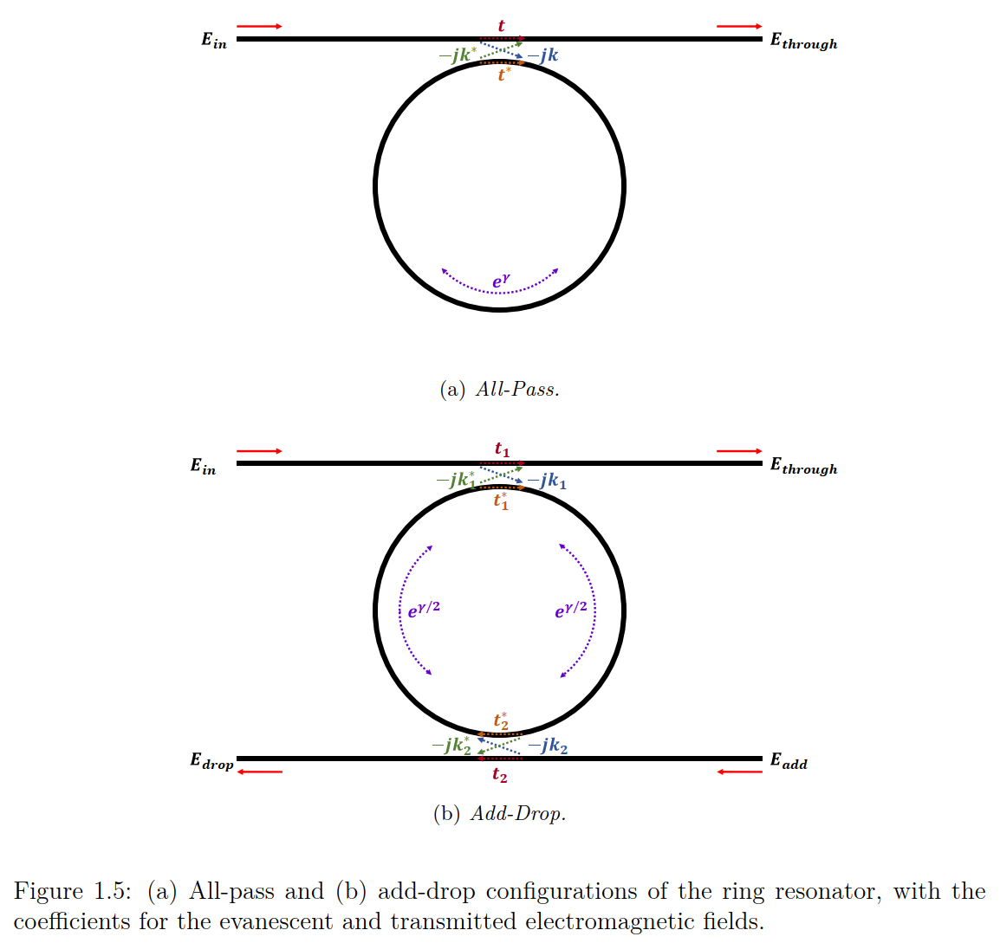 t
E_in
E_through
−jk* −jk
t*
e^γ
(a) All-Pass.
t_1
E_in
E_through
−jk_1^* −jk_1
t_1^*
e^{γ/2} e^{γ/2}
t_2^*
−jk_2^* −jk_2
E_drop
E_add
t_2
(b) Add-Drop.
Figure 1.5: (a) All-pass and (b) add-drop configurations of the ring resonator, with the
coefficients for the evanescent and transmitted electromagnetic fields.